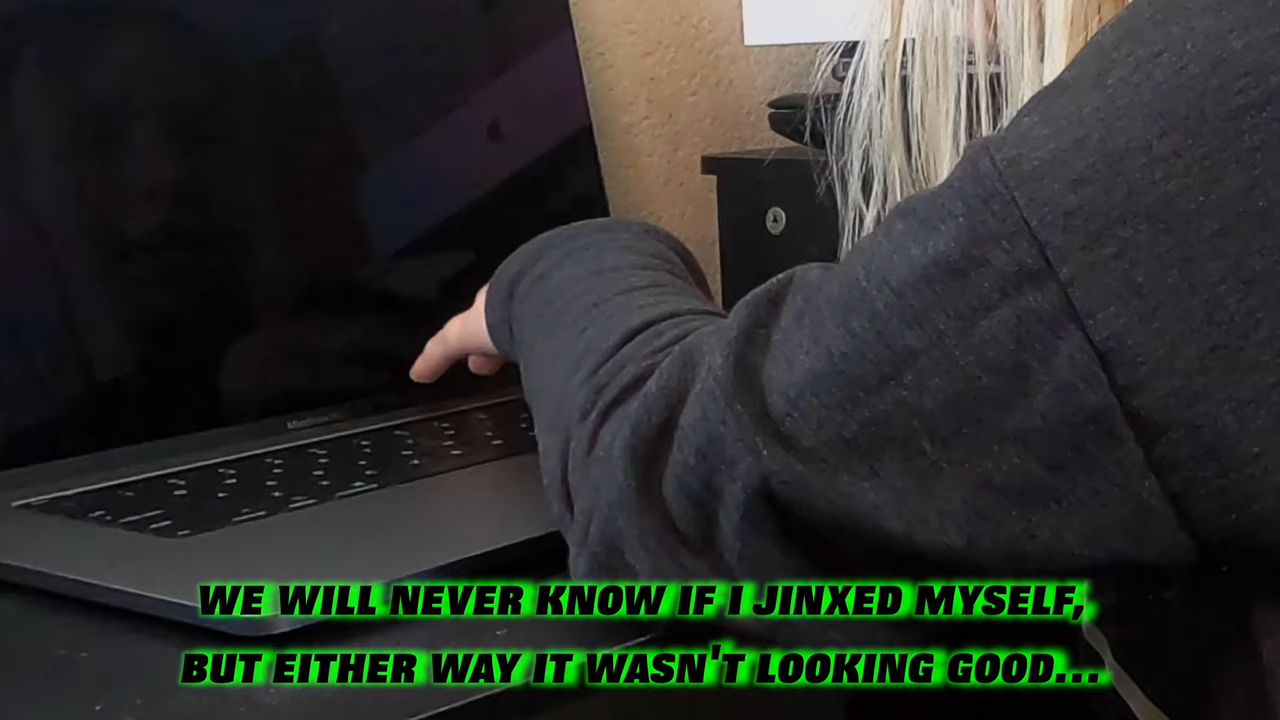 WE WILL NEVER KNOW IF I JINXED MYSELF,
BUT EITHER WAY IT WASN'T LOOKING GOOD...